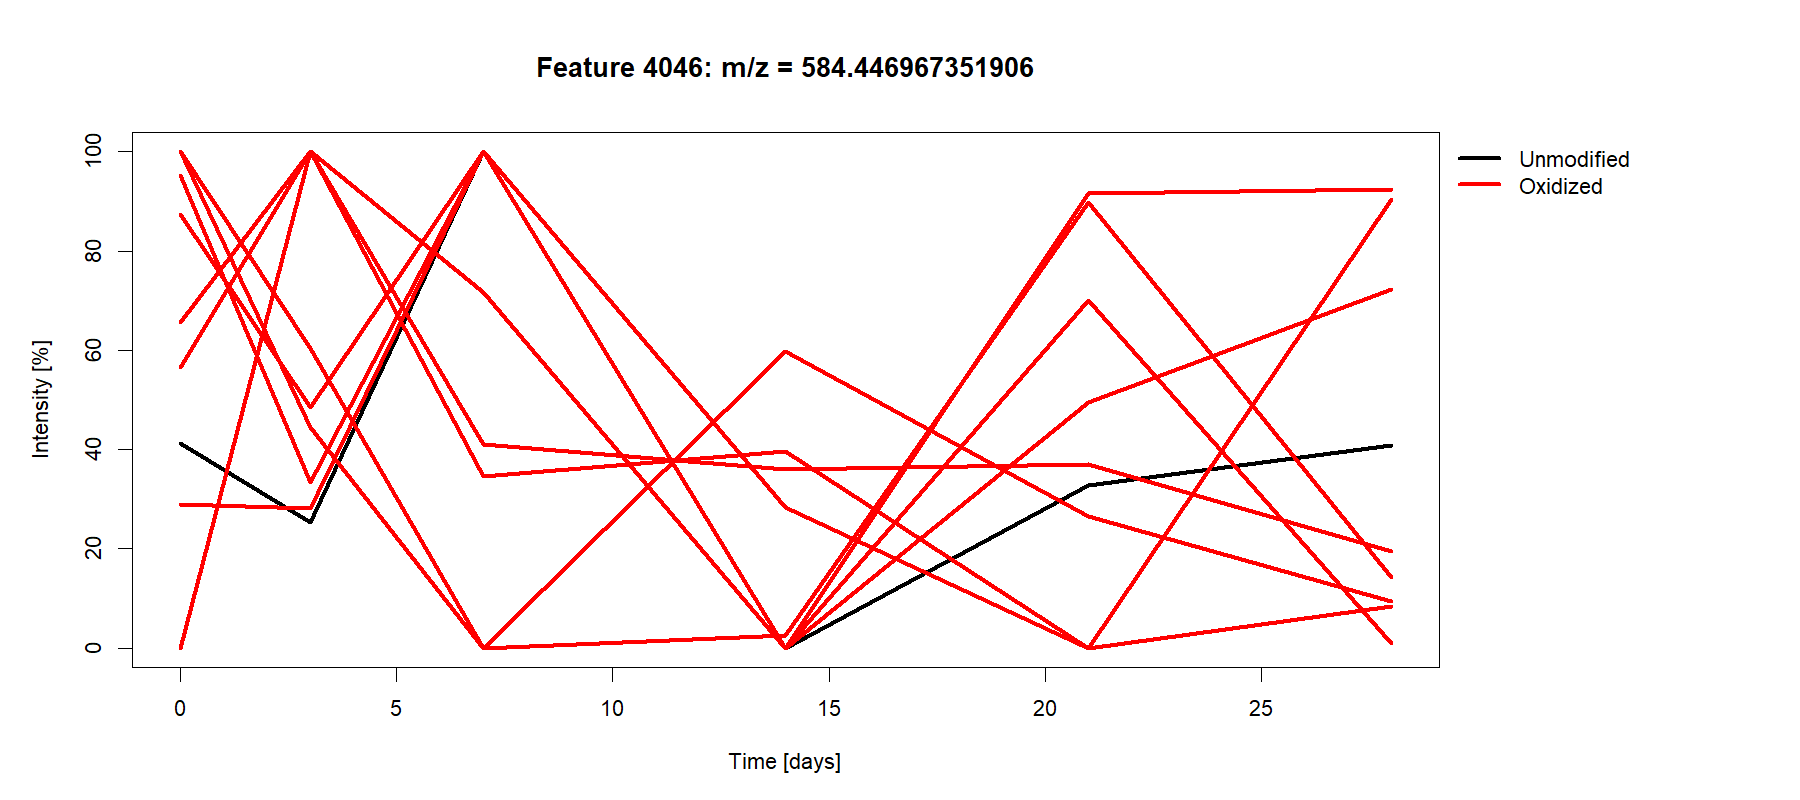 Feature 4046: m/z = 584.446967351906
Unmodified
Oxidized
Intensity [%]
100
80
60
40
20
0
0 5 10 15 20 25
Time [days]